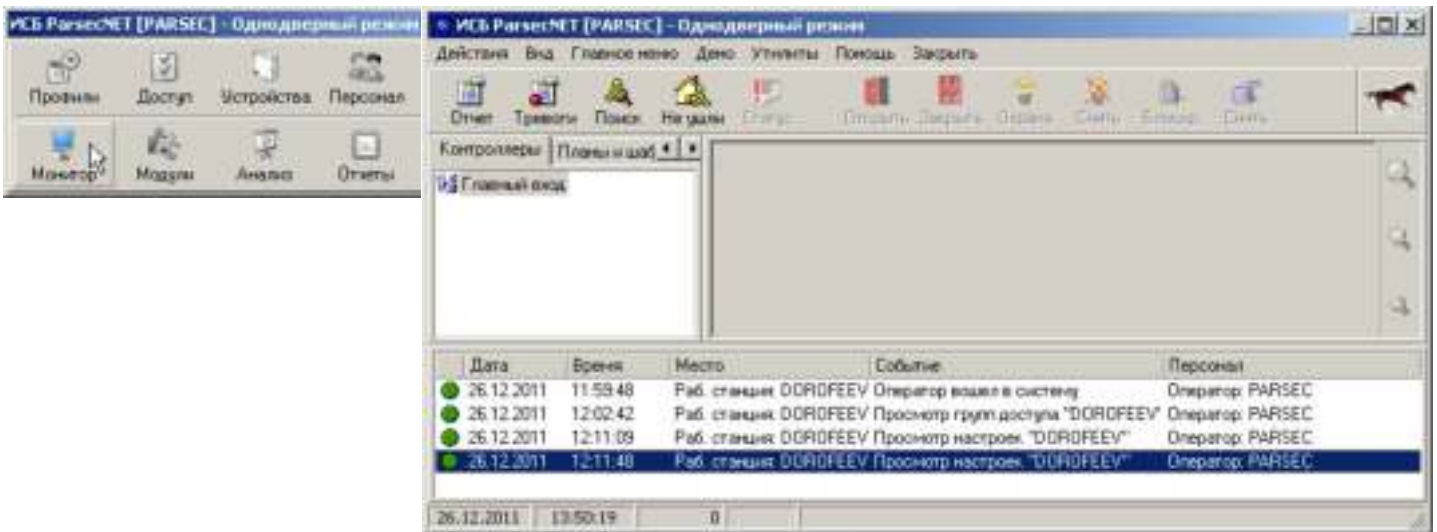 ИСБ ParsecNET [PARSEC] - Однодверный режим
Профили Доступ Устройства Персонал
Монитор Модули Анализ Отчеты
ИСБ ParsecNET [PARSEC] - Однодверный режим
Действия Вид Главное меню Демо Утилиты Помощь Закрыть
Отчет Тревоги Поиск Не ушли Статус Открыть Закрыть Охрана Снять Блокир. Снять
Контроллеры Планы и шаб
Главный вход
Дата Время Место Событие Персонал
26.12.2011 11:59:48 Раб. станция: DOROFEEV Оператор вошел в систему Оператор: PARSEC
26.12.2011 12:02:42 Раб. станция: DOROFEEV Просмотр групп доступа "DOROFEEV" Оператор: PARSEC
26.12.2011 12:11:09 Раб. станция: DOROFEEV Просмотр настроек. "DOROFEEV" Оператор: PARSEC
26.12.2011 12:11:48 Раб. станция: DOROFEEV Просмотр настроек. "DOROFEEV" Оператор: PARSEC
26.12.2011 13:50:19 0